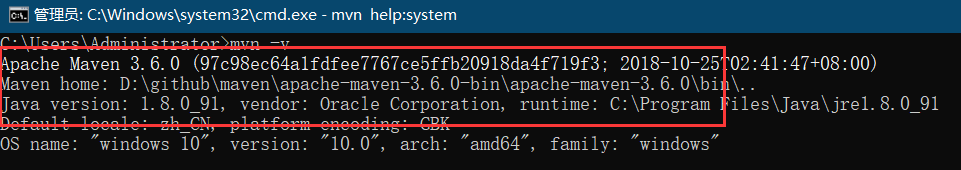 管理员: C:\Windows\system32\cmd.exe - mvn help:system
C:\Users\Administrator>mvn -v
Apache Maven 3.6.0 (97c98ec64a1fdfee7767ce5ffb20918da4f719f3; 2018-10-25T02:41:47+08:00)
Maven home: D:\github\maven\apache-maven-3.6.0-bin\apache-maven-3.6.0\bin\..
Java version: 1.8.0_91, vendor: Oracle Corporation, runtime: C:\Program Files\Java\jre1.8.0_91
Default locale: zh_CN, platform encoding: GBK
OS name: "windows 10", version: "10.0", arch: "amd64", family: "windows"